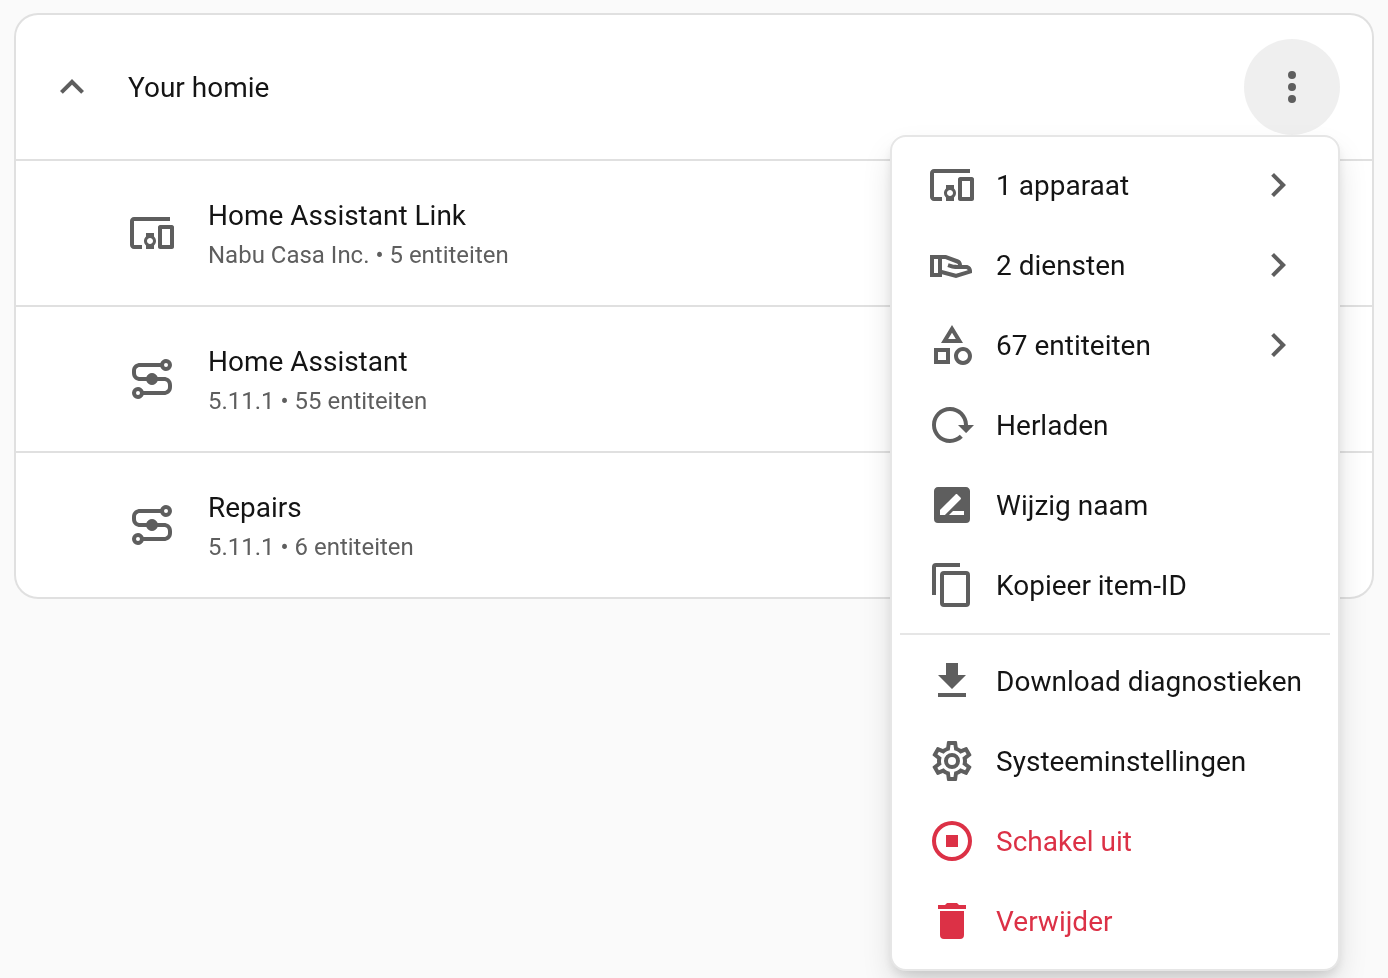 Your homie
Home Assistant Link
Nabu Casa Inc. • 5 entiteiten
Home Assistant
5.11.1 • 55 entiteiten
Repairs
5.11.1 • 6 entiteiten
1 apparaat
2 diensten
67 entiteiten
Herladen
Wijzig naam
Kopieer item-ID
Download diagnostieken
Systeeminstellingen
Schakel uit
Verwijder